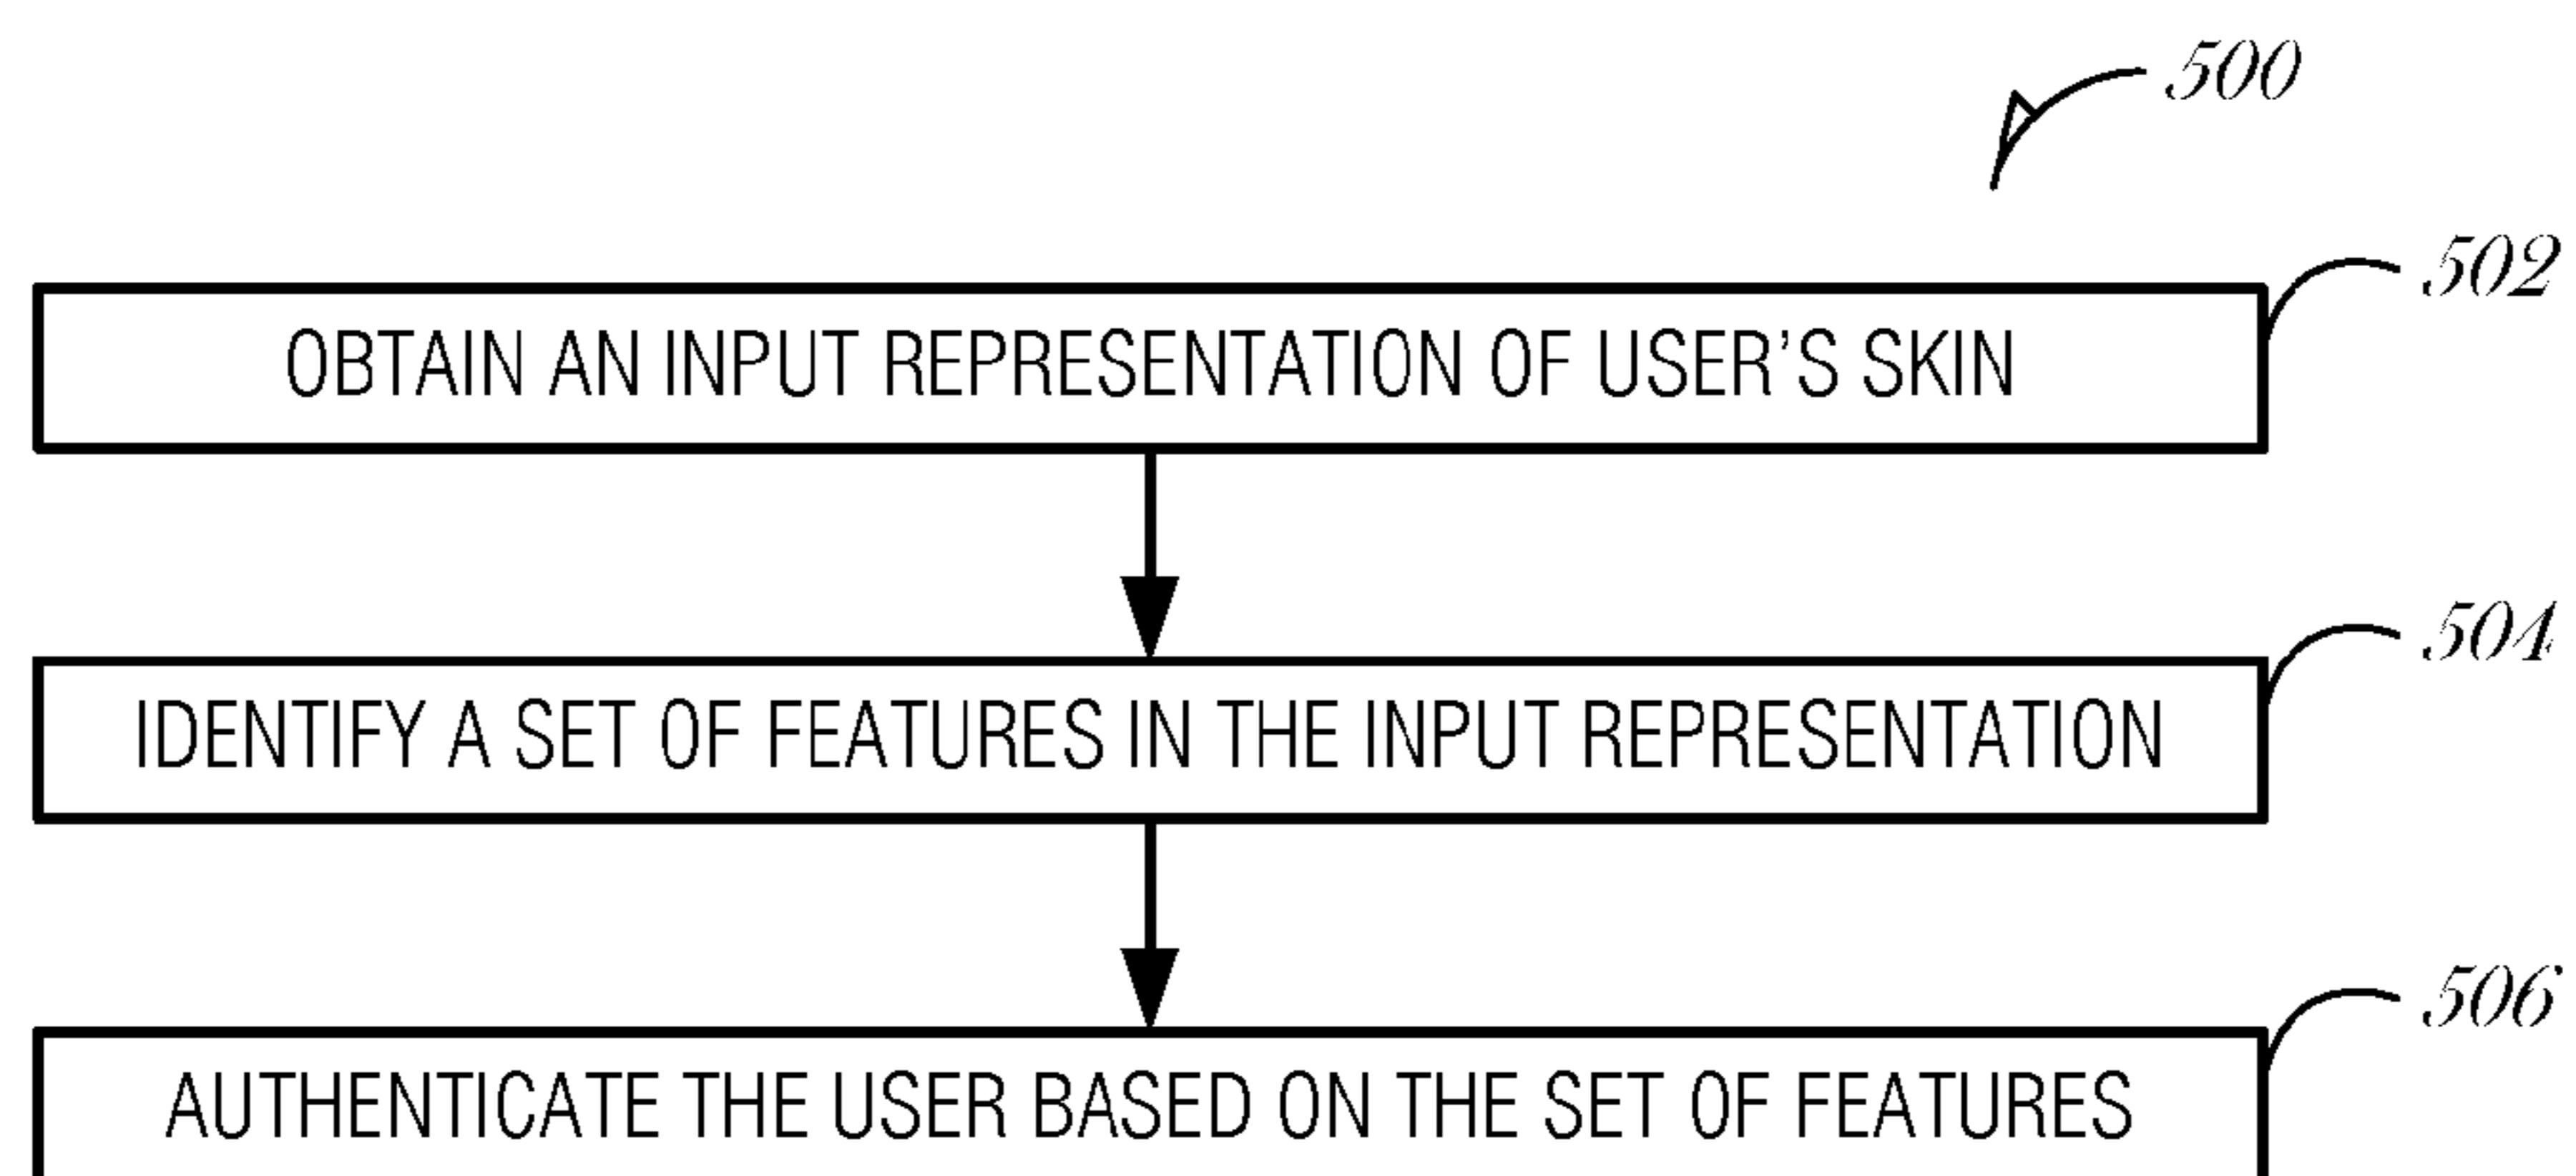 500
502
OBTAIN AN INPUT REPRESENTATION OF USER’S SKIN
504
IDENTIFY A SET OF FEATURES IN THE INPUT REPRESENTATION
506
AUTHENTICATE THE USER BASED ON THE SET OF FEATURES